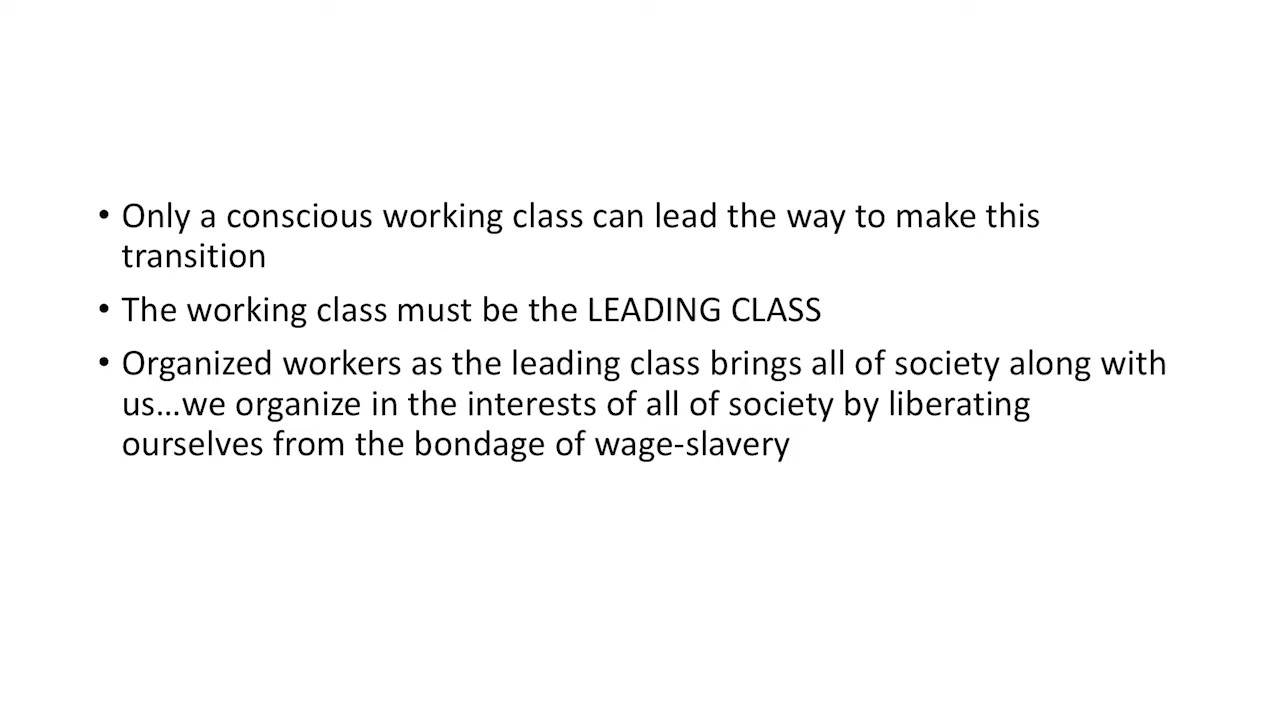 • Only a conscious working class can lead the way to make this
transition
• The working class must be the LEADING CLASS
• Organized workers as the leading class brings all of society along with
us…we organize in the interests of all of society by liberating
ourselves from the bondage of wage-slavery